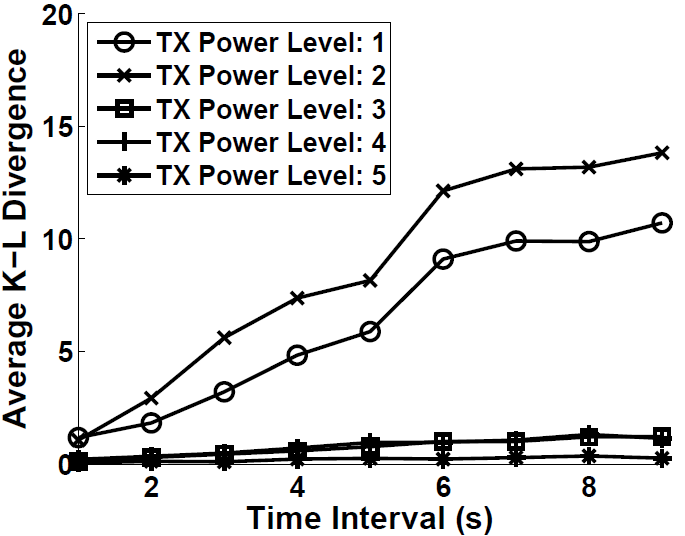 20
15
10
5
0
Average K-L Divergence
TX Power Level: 1
TX Power Level: 2
TX Power Level: 3
TX Power Level: 4
TX Power Level: 5
2 4 6 8
Time Interval (s)